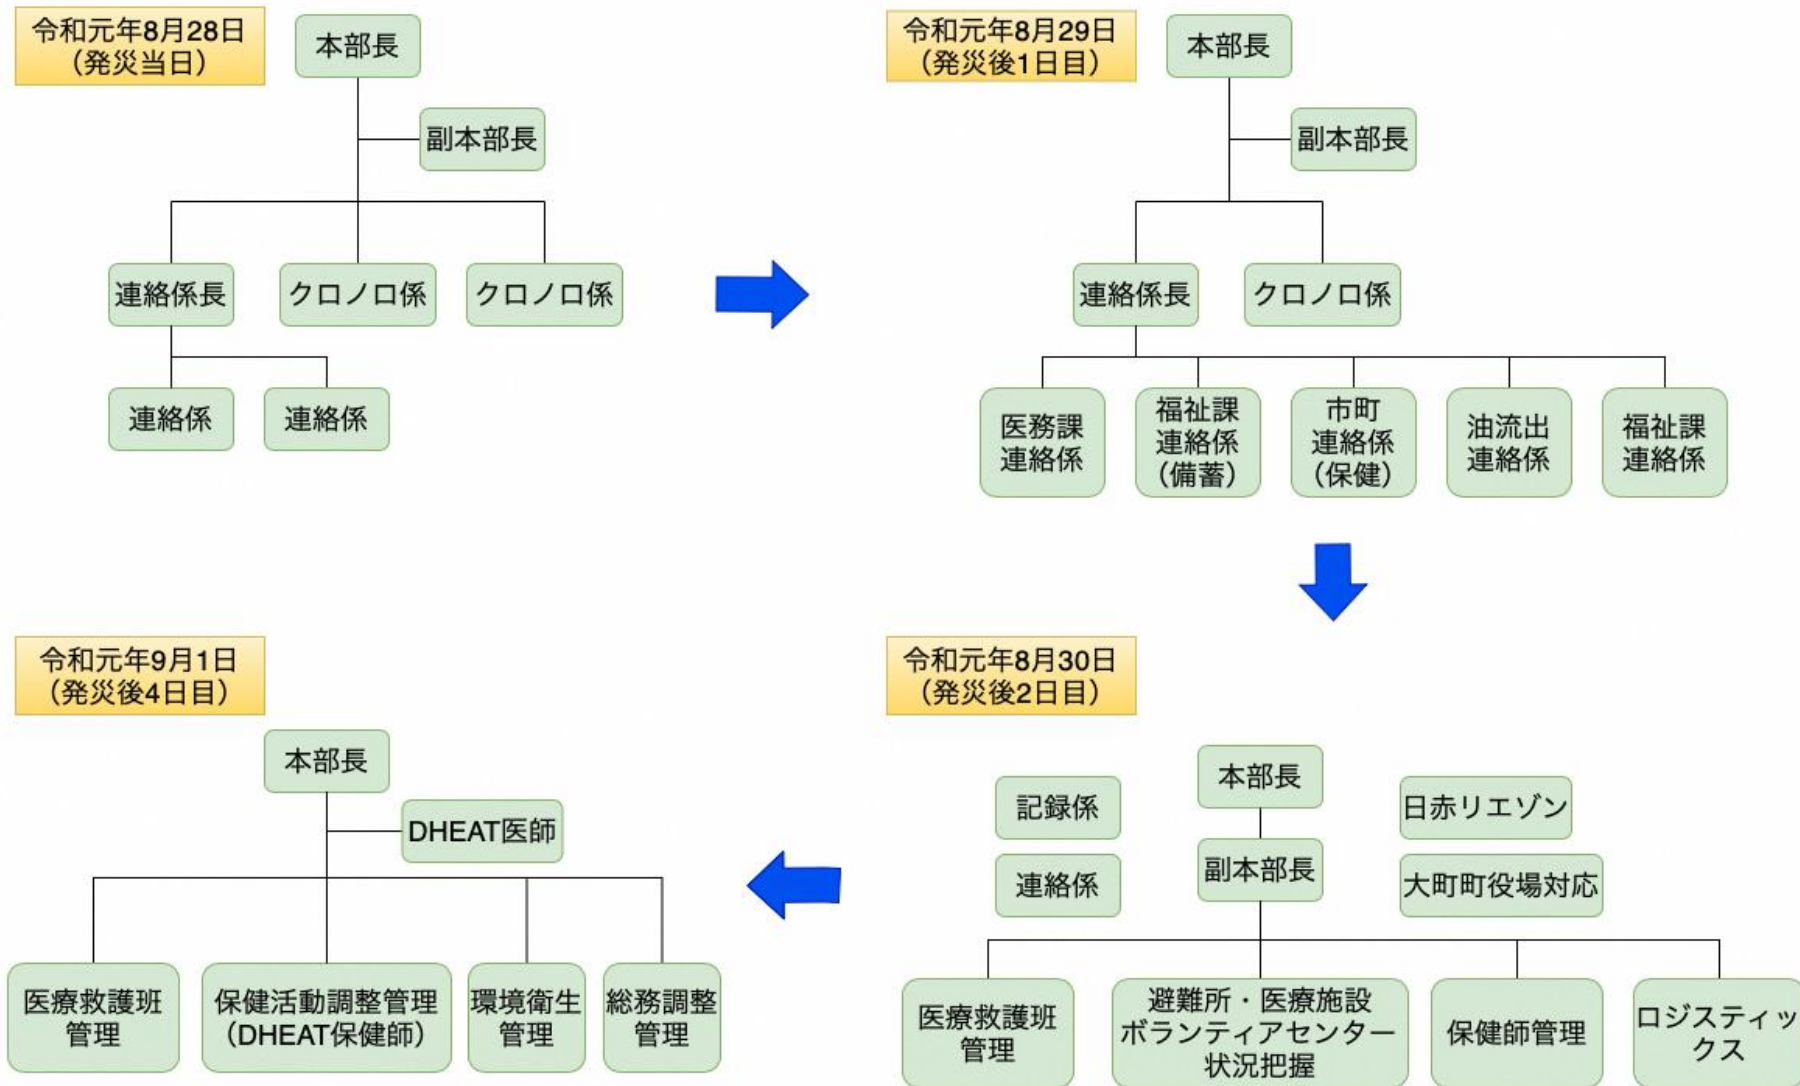 令和元年8月28日
（発災当日）
本部長
副本部長
連絡係長
クロノロ係
クロノロ係
連絡係
連絡係
令和元年8月29日
（発災後1日目）
本部長
副本部長
連絡係長
クロノロ係
医務課
連絡係
福祉課
連絡係
（備蓄）
市町
連絡係
（保健）
油流出
連絡係
福祉課
連絡係
令和元年8月30日
（発災後2日目）
本部長
記録係
日赤リエゾン
副本部長
連絡係
大町町役場対応
医療救護班
管理
避難所・医療施設
ボランティアセンター
状況把握
保健師管理
ロジスティッ
クス
令和元年9月1日
（発災後4日目）
本部長
DHEAT医師
医療救護班
管理
保健活動調整管理
（DHEAT保健師）
環境衛生
管理
総務調整
管理